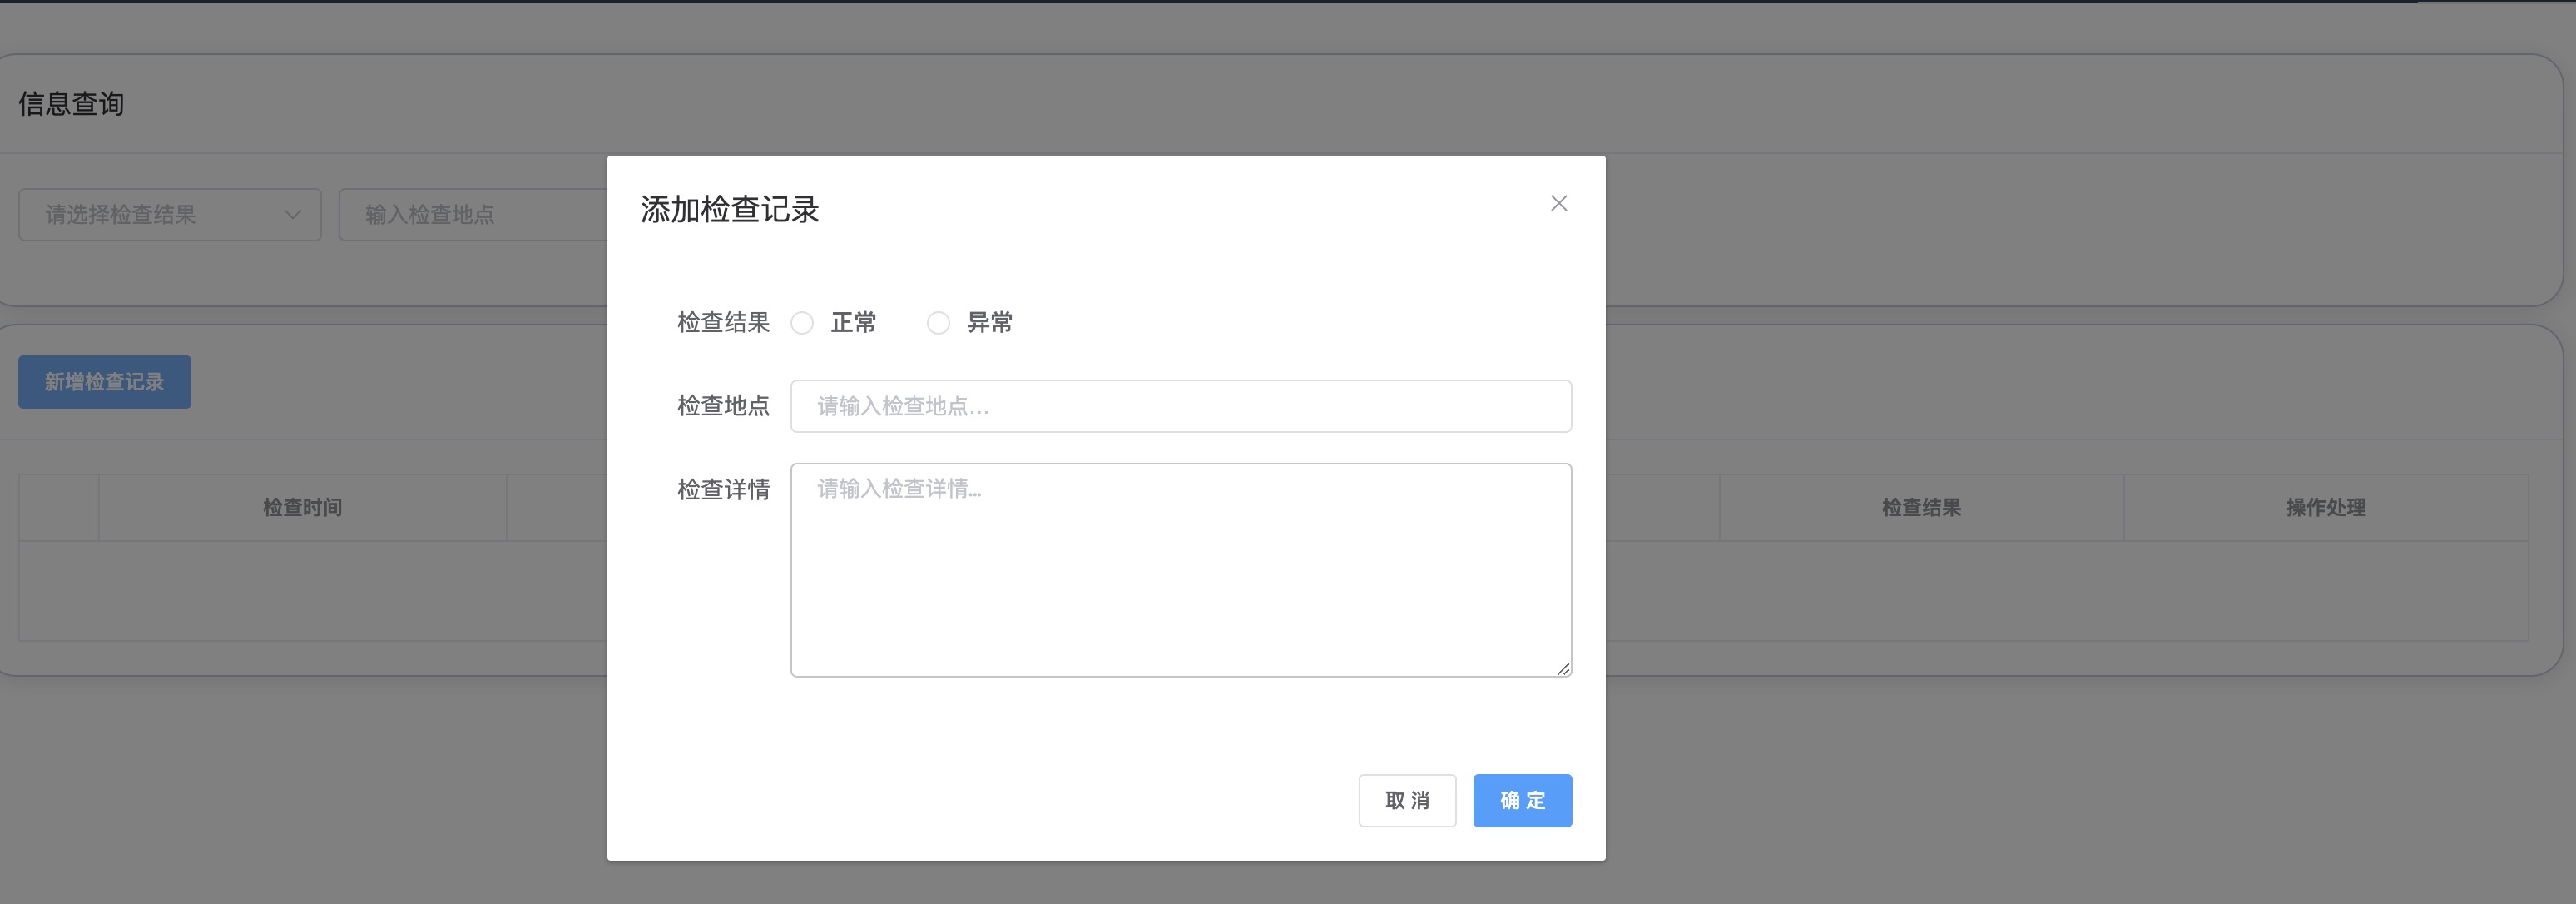 信息查询
请选择检查结果 输入检查地点
新增检查记录
检查时间 检查结果 操作处理
添加检查记录
检查结果 正常 异常
检查地点 请输入检查地点...
检查详情 请输入检查详情...
取 消 确 定